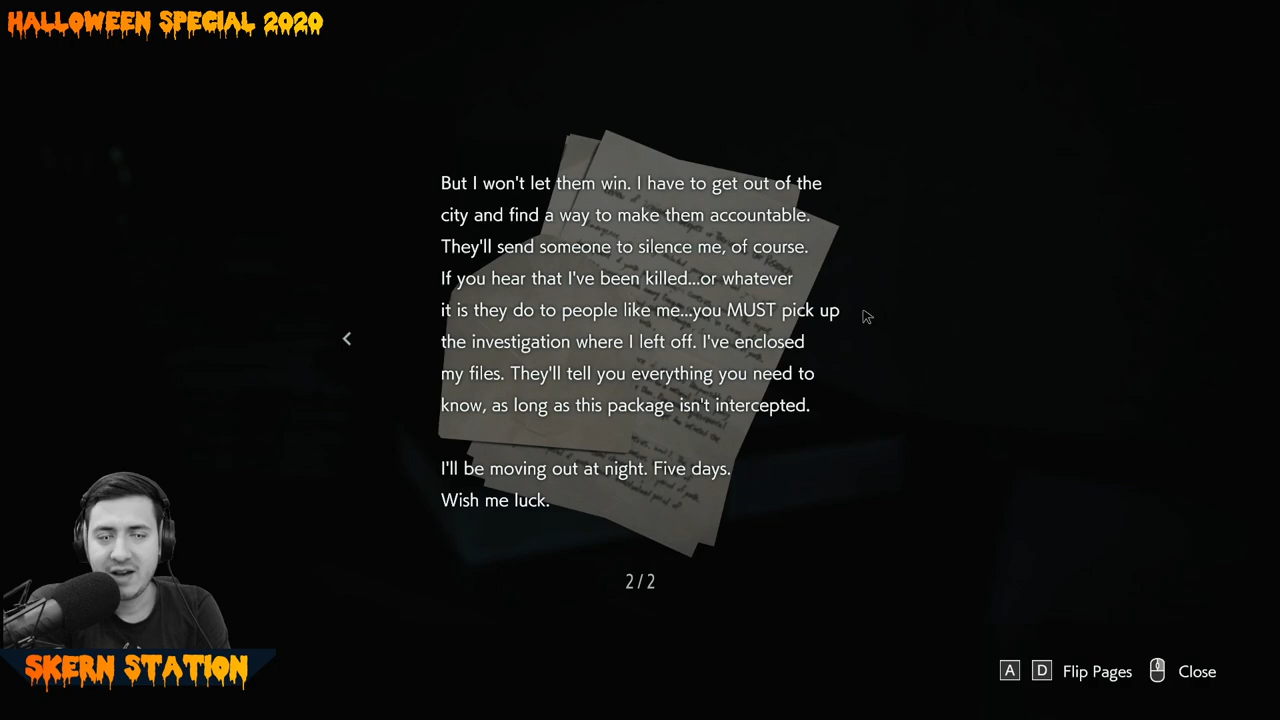 HALLOWEEN SPECIAL 2020
But I won't let them win. I have to get out of the
city and find a way to make them accountable.
They'll send someone to silence me, of course.
If you hear that I've been killed...or whatever
it is they do to people like me...you MUST pick up
the investigation where I left off. I've enclosed
my files. They'll tell you everything you need to
know, as long as this package isn't intercepted.
I'll be moving out at night. Five days.
Wish me luck.
2 / 2
SKERN STATION
A D Flip Pages Close